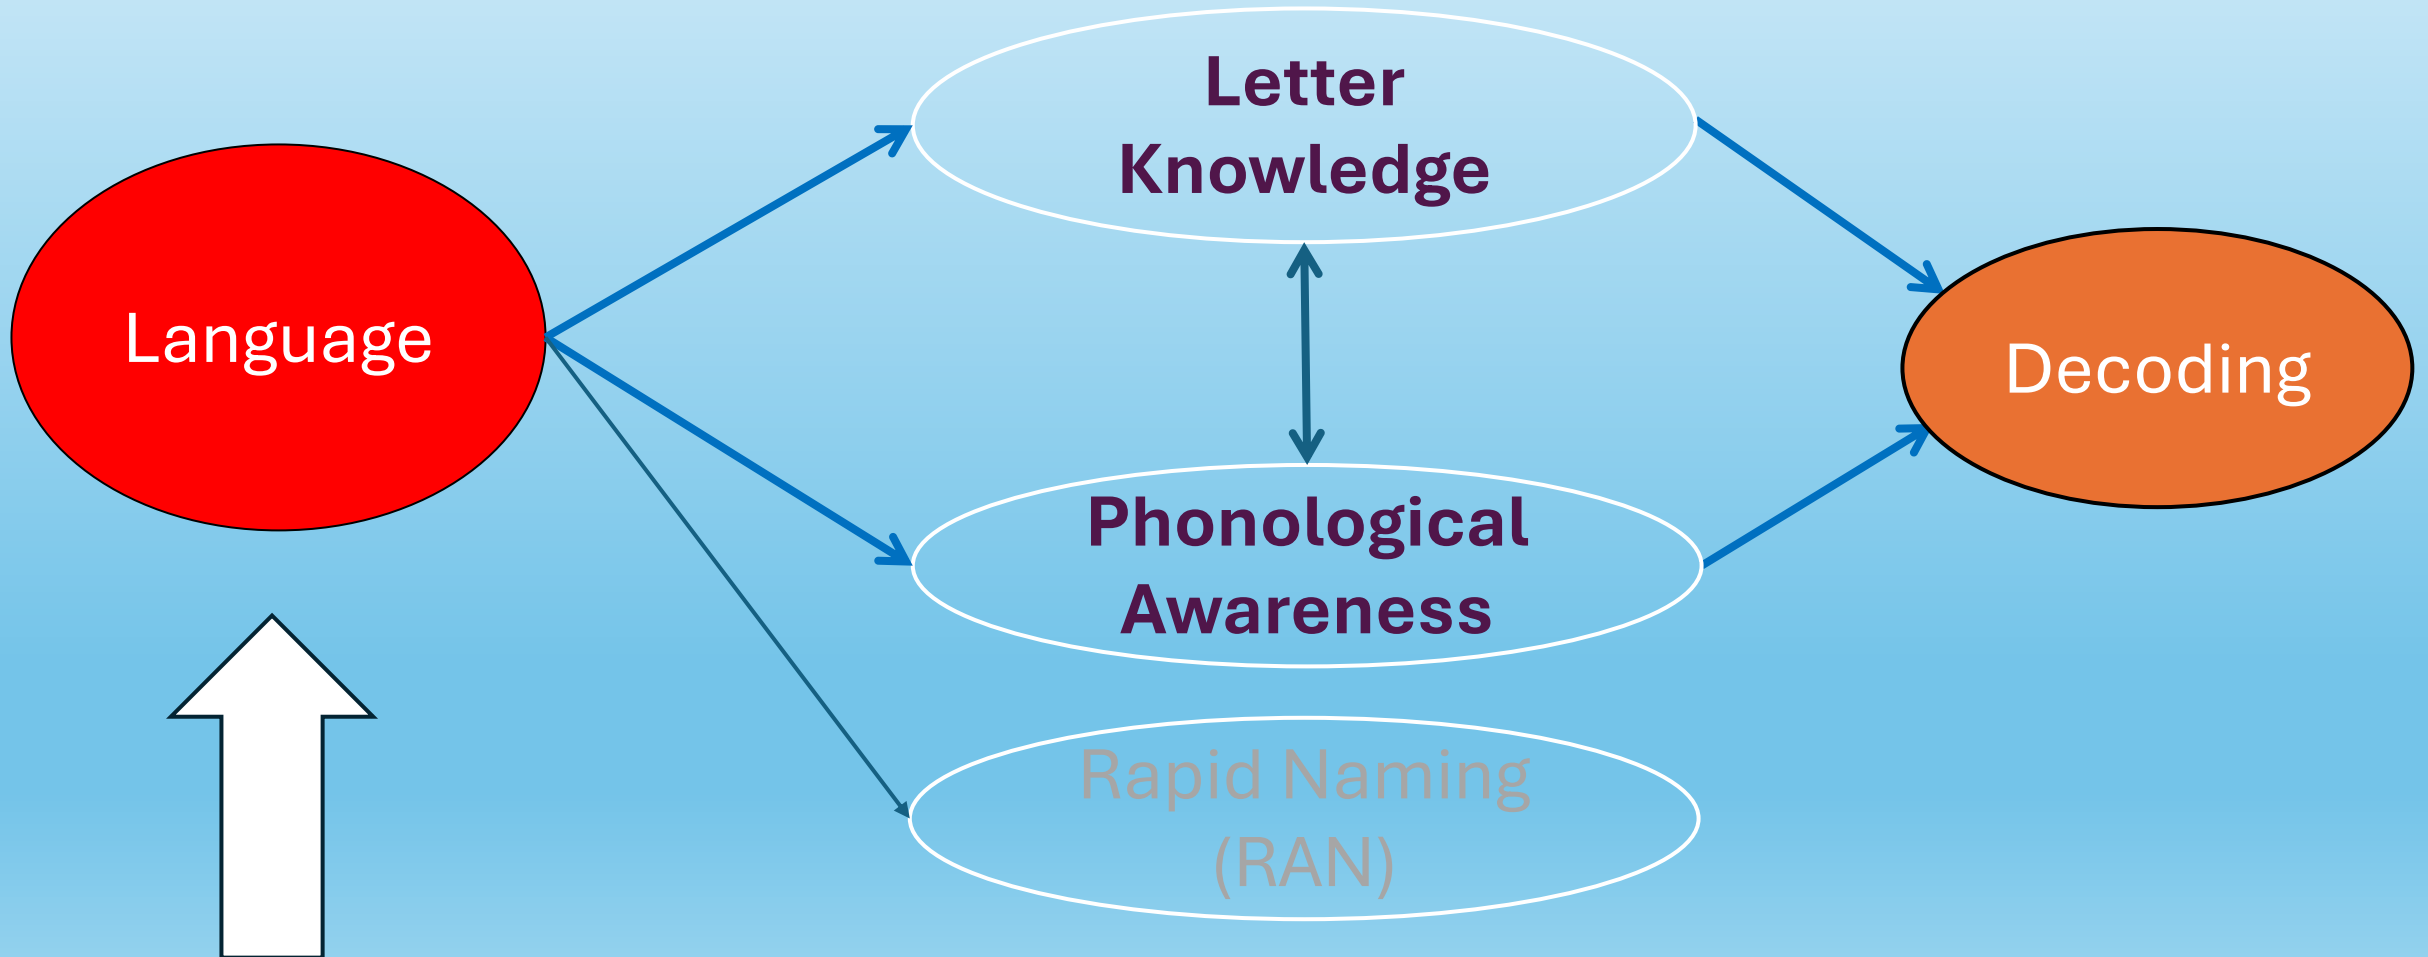 Letter
Knowledge
Language
Decoding
Phonological
Awareness
Rapid Naming
(RAN)